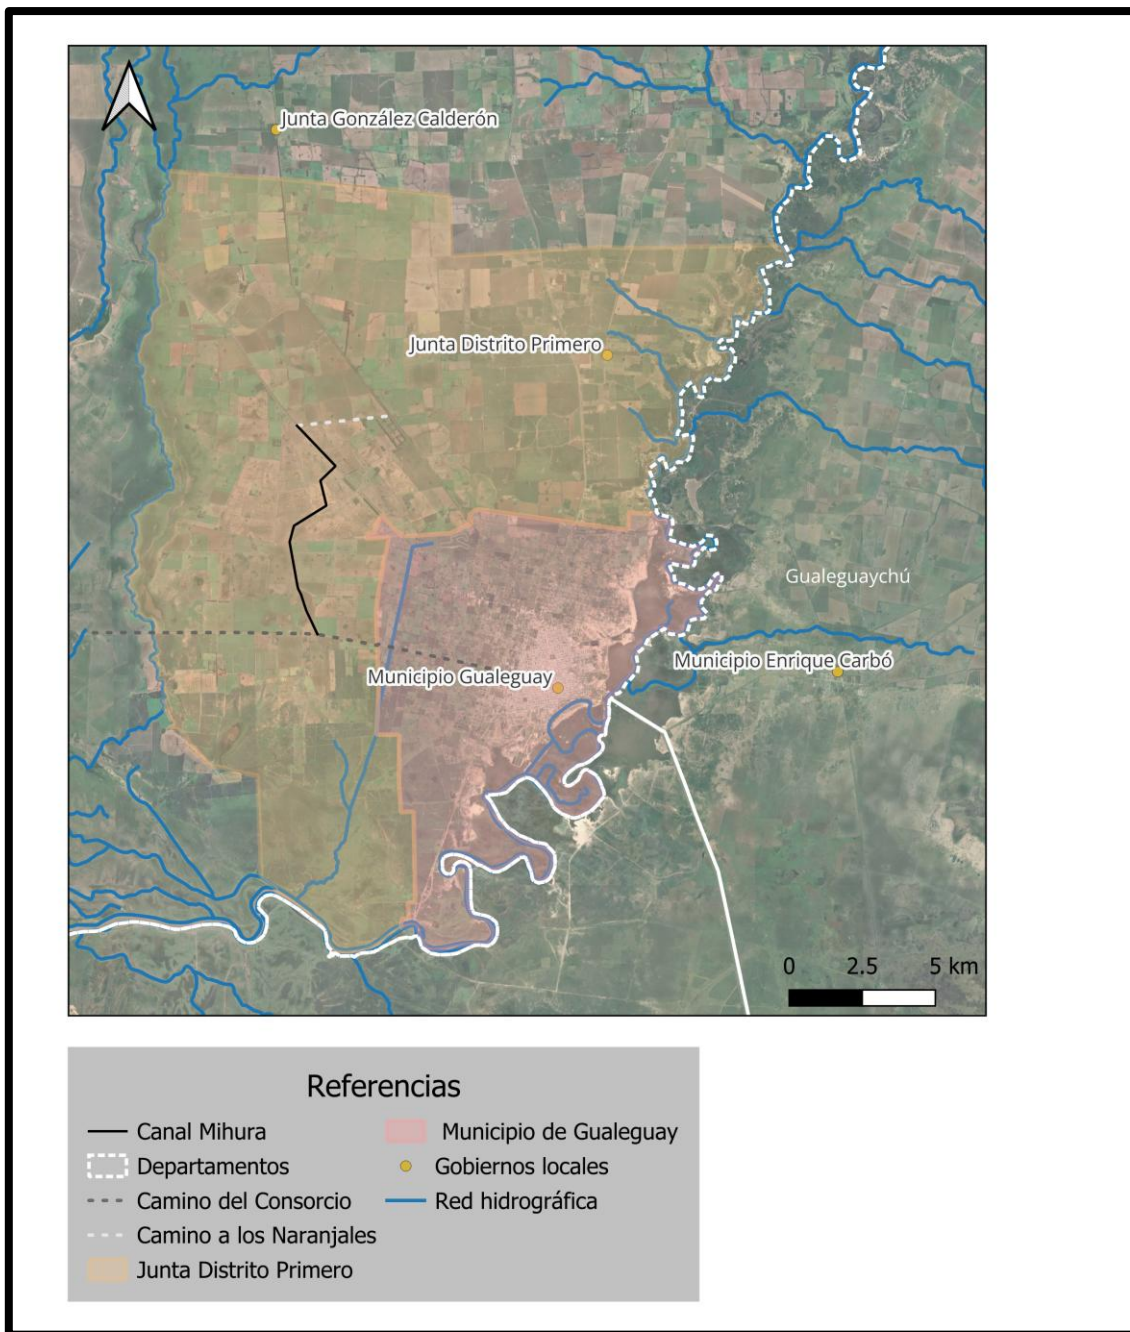 Junta González Calderón
Junta Distrito Primero
Gualeguaychú
Municipio Enrique Carbó
Municipio Gualeguay
0 2.5 5 km
Referencias
Canal Mihura
Departamentos
Camino del Consorcio
Camino a los Naranjales
Junta Distrito Primero
Municipio de Gualeguay
Gobiernos locales
Red hidrográfica